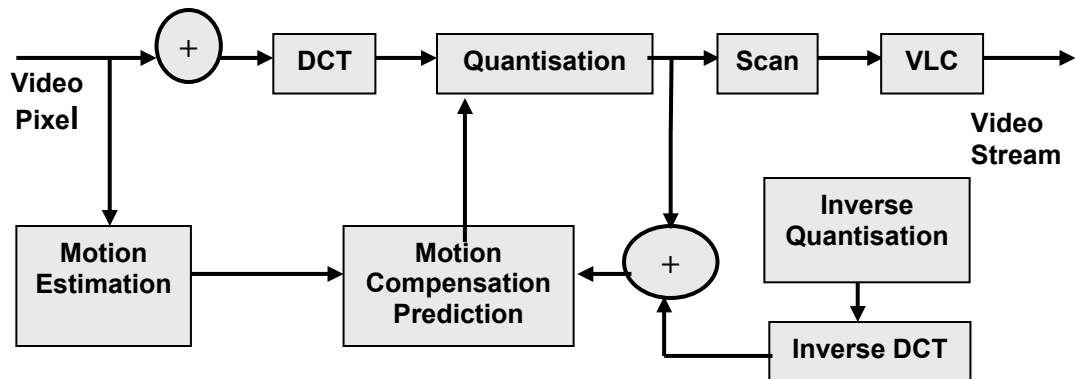 +
DCT
Quantisation
Scan
VLC
Video
Pixel
Video
Stream
Motion
Estimation
Motion
Compensation
Prediction
+
Inverse
Quantisation
Inverse DCT